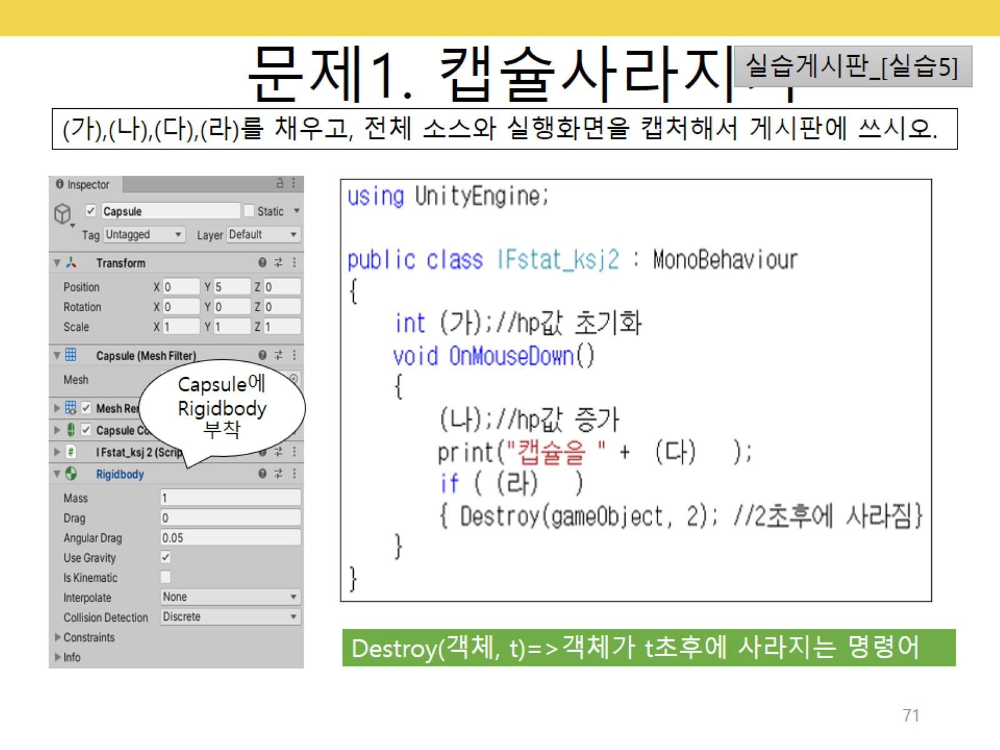 문제1. 캡슐사라지
실습게시판_[실습5]
(가),(나),(다),(라)를 채우고, 전체 소스와 실행화면을 캡처해서 게시판에 쓰시오.
Inspector
Capsule
Static
Tag Untagged Layer Default
Transform
Position X 0 Y 5 Z 0
Rotation X 0 Y 0 Z 0
Scale X 1 Y 1 Z 1
Capsule (Mesh Filter)
Mesh
Mesh
Capsule
I Fstat_ksj 2
Capsule에
Rigidbody
부착
Rigidbody
Mass 1
Drag 0
Angular Drag 0.05
Use Gravity
Is Kinematic
Interpolate None
Collision Detection Discrete
Constraints
Info
using UnityEngine;
public class IFstat_ksj2 : MonoBehaviour
{
int (가);//hp값 초기화
void OnMouseDown()
{
(나);//hp값 증가
print("캡슐을 " + (다) );
if ( (라) )
{ Destroy(gameObject, 2); //2초후에 사라짐}
}
}
Destroy(객체, t)=>객체가 t초후에 사라지는 명령어
71